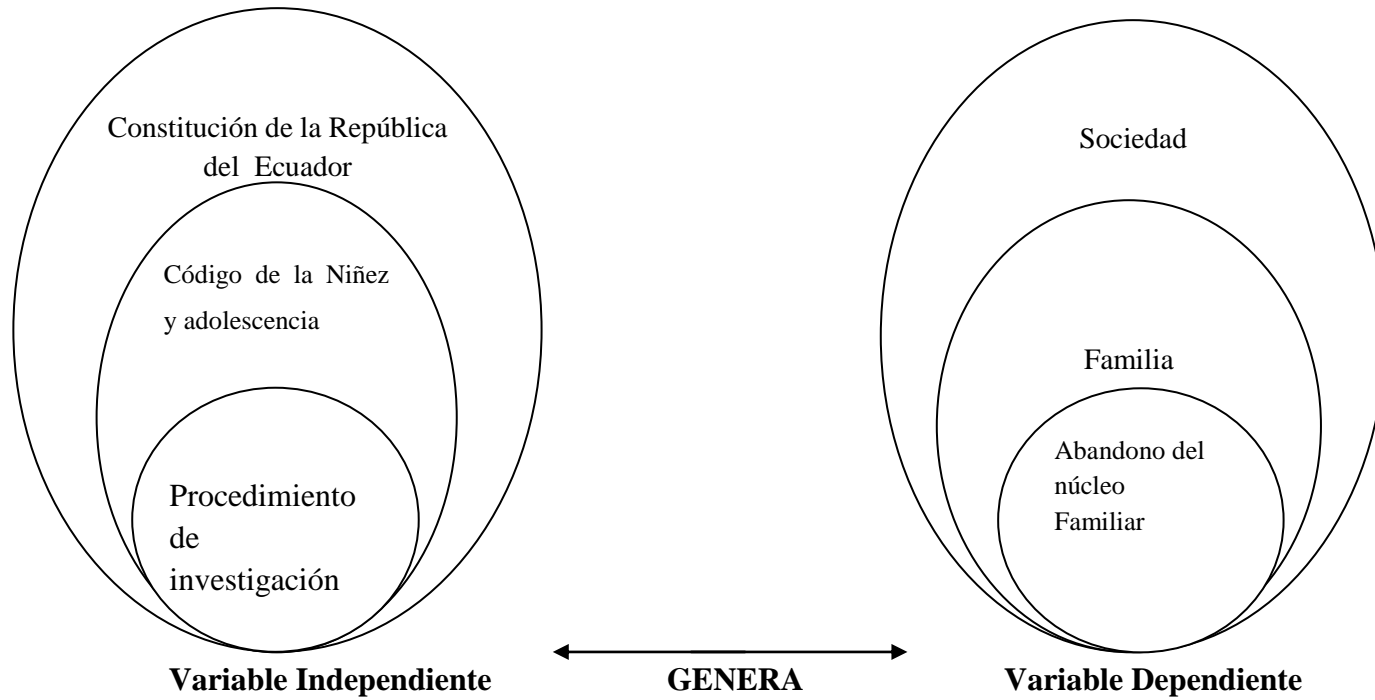 Constitución de la República
del Ecuador
Código de la Niñez
y adolescencia
Procedimiento
de
investigación
Variable Independiente
GENERA
Sociedad
Familia
Abandono del
núcleo
Familiar
Variable Dependiente